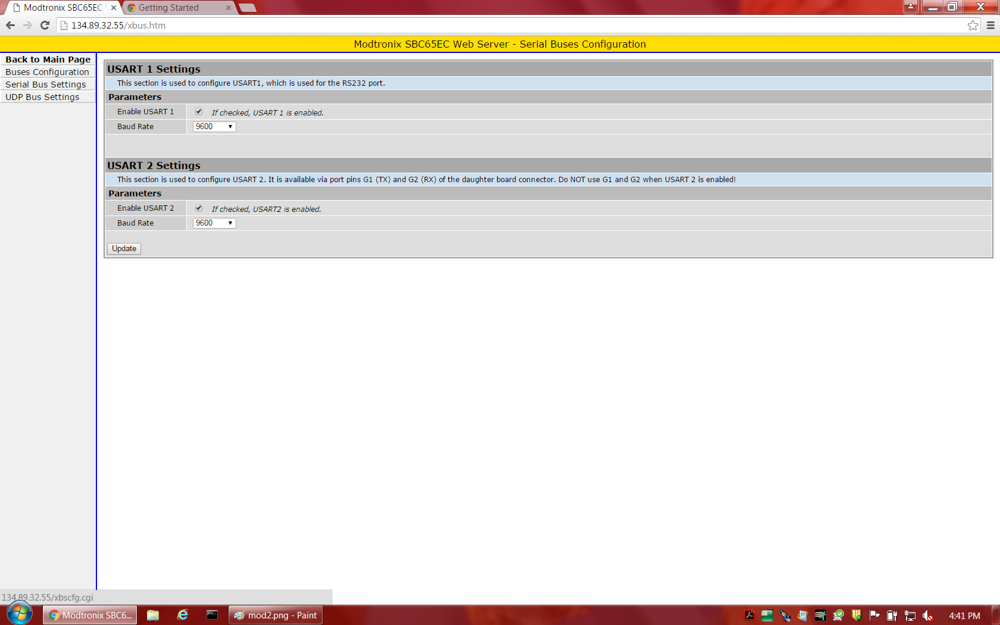 Modtronix SBC65EC
Getting Started
134.89.32.55/xbus.htm
Modtronix SBC65EC Web Server - Serial Buses Configuration
Back to Main Page
Buses Configuration
Serial Bus Settings
UDP Bus Settings
USART 1 Settings
This section is used to configure USART1, which is used for the RS232 port.
Parameters
Enable USART 1
If checked, USART 1 is enabled.
Baud Rate
9600
USART 2 Settings
This section is used to configure USART 2. It is available via port pins G1 (TX) and G2 (RX) of the daughter board connector. Do NOT use G1 and G2 when USART 2 is enabled!
Parameters
Enable USART 2
If checked, USART2 is enabled.
Baud Rate
9600
Update
134.89.32.55/xbscfg.cgi
Modtronix SBC6...
mod2.png - Paint
4:41 PM